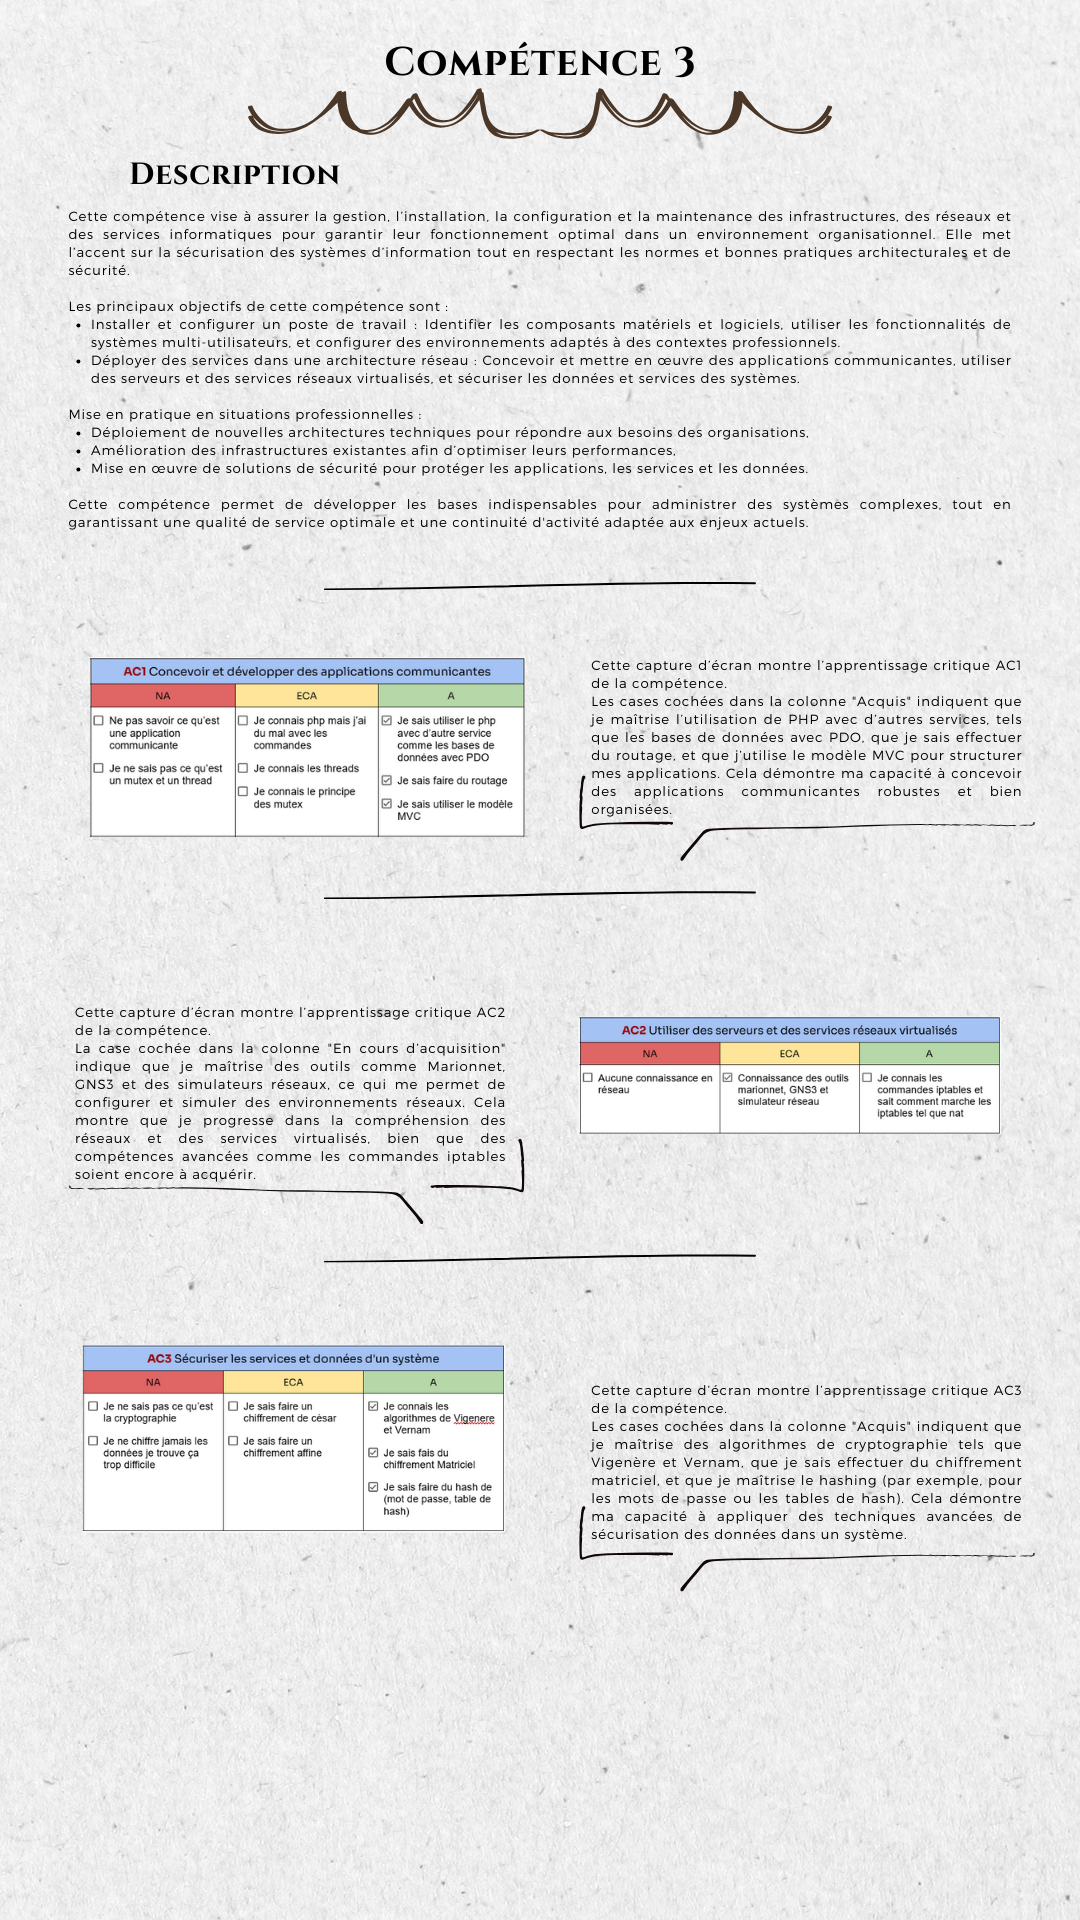 Compétence 3
Description
Cette compétence vise à assurer la gestion, l'installation, la configuration et la maintenance des infrastructures, des réseaux et
des services informatiques pour garantir leur fonctionnement optimal dans un environnement organisationnel. Elle met
l'accent sur la sécurisation des systèmes d'information tout en respectant les normes et bonnes pratiques architecturales et de
sécurité.
Les principaux objectifs de cette compétence sont :
• Installer et configurer un poste de travail : Identifier les composants matériels et logiciels, utiliser les fonctionnalités de
systèmes multi-utilisateurs, et configurer des environnements adaptés à des contextes professionnels.
• Déployer des services dans une architecture réseau : Concevoir et mettre en œuvre des applications communicantes, utiliser
des serveurs et des services réseaux virtualisés, et sécuriser les données et services des systèmes.
Mise en pratique en situations professionnelles :
• Déploiement de nouvelles architectures techniques pour répondre aux besoins des organisations,
• Amélioration des infrastructures existantes afin d'optimiser leurs performances,
• Mise en œuvre de solutions de sécurité pour protéger les applications, les services et les données.
Cette compétence permet de développer les bases indispensables pour administrer des systèmes complexes, tout en
garantissant une qualité de service optimale et une continuité d'activité adaptée aux enjeux actuels.
AC1 Concevoir et développer des applications communicantes
NA
ECA
A
Ne pas savoir ce qu'est
une application
communicante
Je ne sais pas ce qu'est
un mutex et un thread
Je connais php mais j'ai
du mal avec les
commandes
Je connais les threads
Je connais le principe
des mutex
Je sais utiliser le php
avec d'autre service
comme les bases de
données avec PDO
Je sais faire du routage
Je sais utiliser le modèle
MVC
Cette capture d'écran montre l'apprentissage critique AC1
de la compétence.
Les cases cochées dans la colonne "Acquis" indiquent que
je maîtrise l'utilisation de PHP avec d'autres services, tels
que les bases de données avec PDO, que je sais effectuer
du routage, et que j'utilise le modèle MVC pour structurer
mes applications. Cela démontre ma capacité à concevoir
des applications communicantes robustes et bien
organisées.
Cette capture d'écran montre l'apprentissage critique AC2
de la compétence.
La case cochée dans la colonne "En cours d'acquisition"
indique que je maîtrise des outils comme Marionnet,
GNS3 et des simulateurs réseaux, ce qui me permet de
configurer et simuler des environnements réseaux. Cela
montre que je progresse dans la compréhension des
réseaux et des services virtualisés, bien que des
compétences avancées comme les commandes iptables
soient encore à acquérir.
AC2 Utiliser des serveurs et des services réseaux virtualisés
NA
ECA
A
Aucune connaissance en
réseau
Connaissance des outils
marionnet, GNS3 et
simulateur réseau
Je connais les
commandes iptables et
sait comment marche les
iptables tel que nat
AC3 Sécuriser les services et données d'un système
NA
ECA
A
Je ne sais pas ce qu'est
la cryptographie
Je ne chiffre jamais les
données je trouve ça
trop difficile
Je sais faire un
chiffrement de césar
Je sais faire un
chiffrement affine
Je connais les
algorithmes de Vigenere
et Vernam
Je sais fais du
chiffrement Matriciel
Je sais faire du hash de
(mot de passe, table de
hash)
Cette capture d'écran montre l'apprentissage critique AC3
de la compétence.
Les cases cochées dans la colonne "Acquis" indiquent que
je maîtrise des algorithmes de cryptographie tels que
Vigenère et Vernam, que je sais effectuer du chiffrement
matriciel, et que je maîtrise le hashing (par exemple, pour
les mots de passe ou les tables de hash). Cela démontre
ma capacité à appliquer des techniques avancées de
sécurisation des données dans un système.